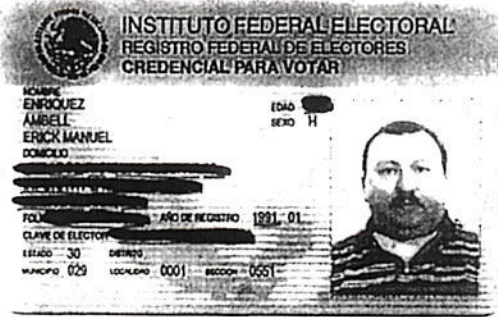 INSTITUTO FEDERAL ELECTORAL
REGISTRO FEDERAL DE ELECTORES
CREDENCIAL PARA VOTAR
NOMBRE
ENRIQUEZ
AMBELL
ERICK MANUEL
EDAD
SEXO H
DOMICILIO
FOLIO AÑO DE REGISTRO 1991 01
CLAVE DE ELECTOR
ESTADO 30 DISTRITO
MUNICIPIO 029 LOCALIDAD 0001 SECCION 0551